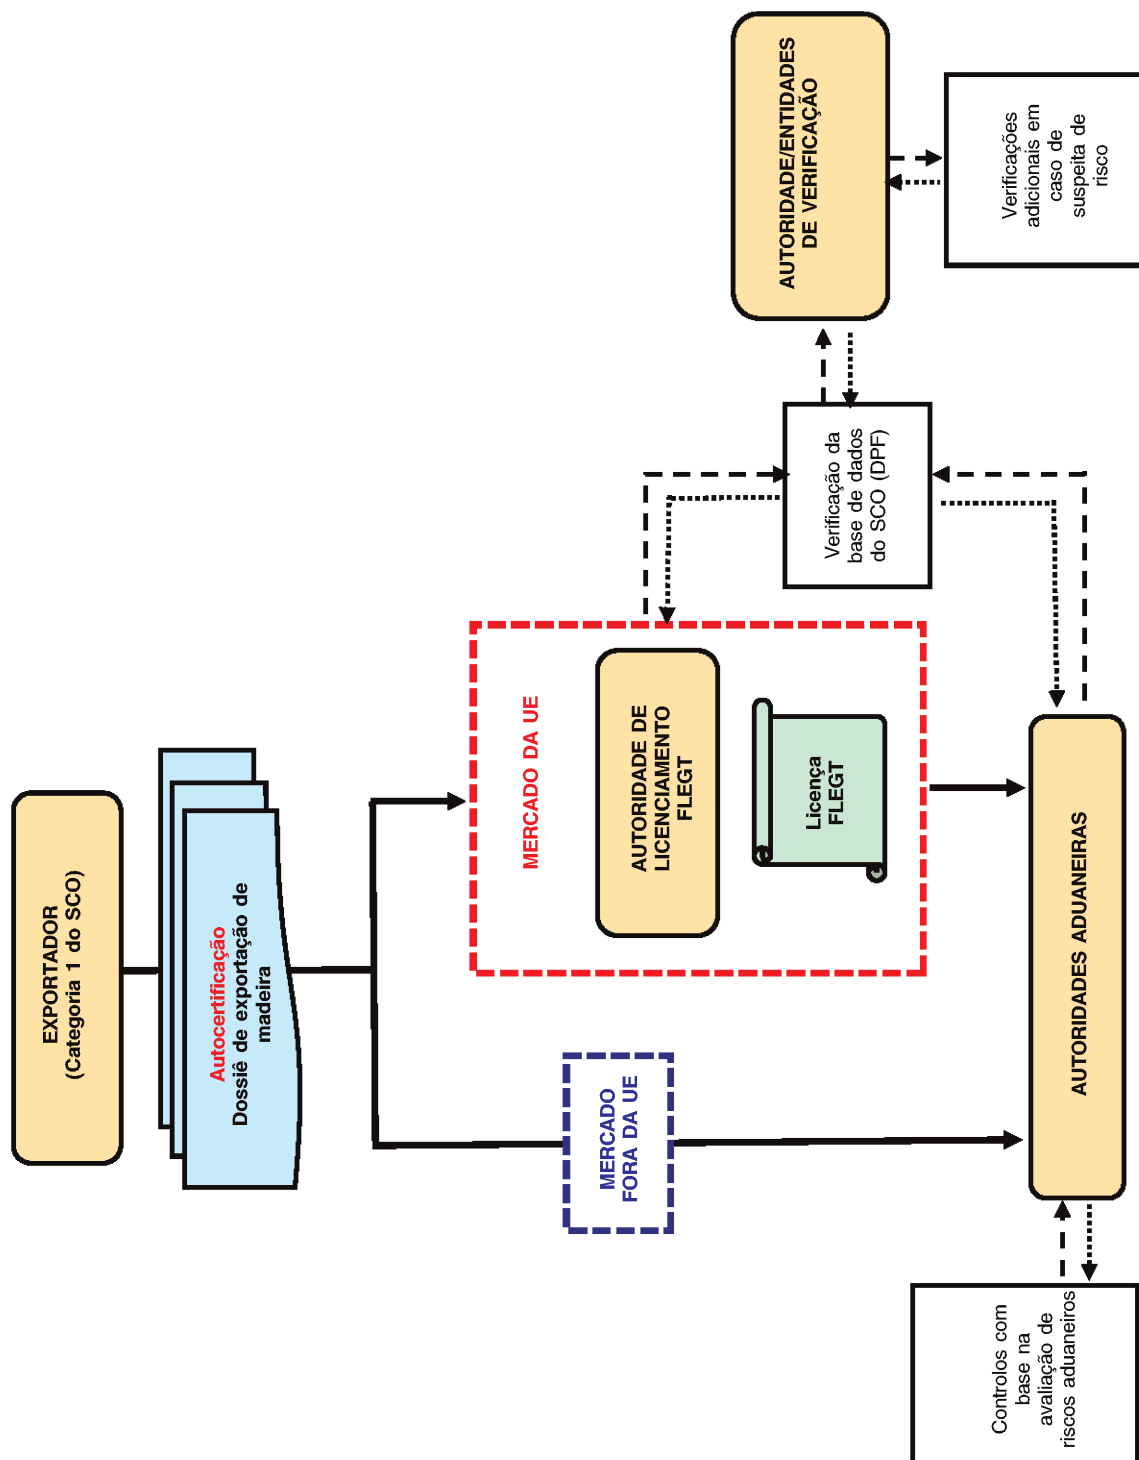 EXPORTADOR
(Categoria 1 do SCO)
Autocertificação
Dossiê de exportação de
madeira
MERCADO
FORA DA UE
MERCADO DA UE
AUTORIDADE DE
LICENCIAMENTO
FLEGT
Licença
FLEGT
Verificação da
base de dados
do SCO (DPF)
AUTORIDADE/ENTIDADES
DE VERIFICAÇÃO
Verificações
adicionais em
caso de
suspeita de
risco
AUTORIDADES ADUANEIRAS
Controlos com
base na
avaliação de
riscos aduaneiros